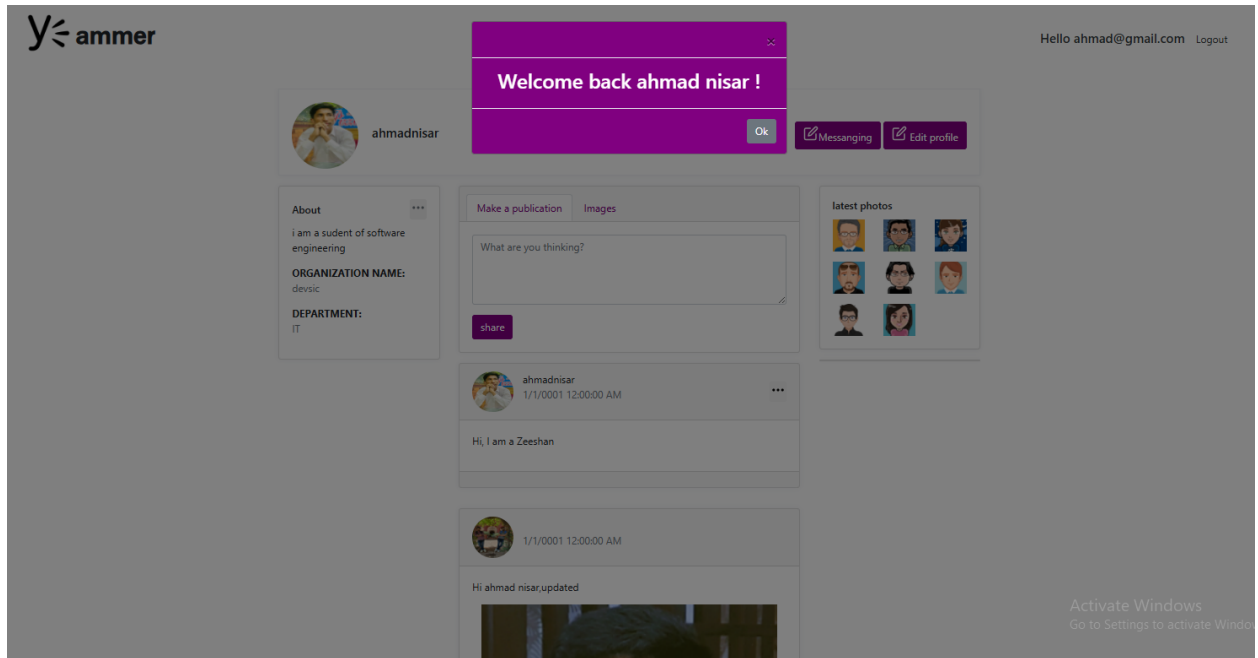 yammer
Hello ahmad@gmail.com Logout
×
Welcome back ahmad nisar !
Ok
ahmadnisar
Messanging
Edit profile
About
i am a sudent of software
engineering
ORGANIZATION NAME:
devsic
DEPARTMENT:
IT
Make a publication Images
What are you thinking?
share
latest photos
ahmadnisar
1/1/0001 12:00:00 AM
Hi, I am a Zeeshan
1/1/0001 12:00:00 AM
Hi ahmad nisar,updated
Activate Windows
Go to Settings to activate Window